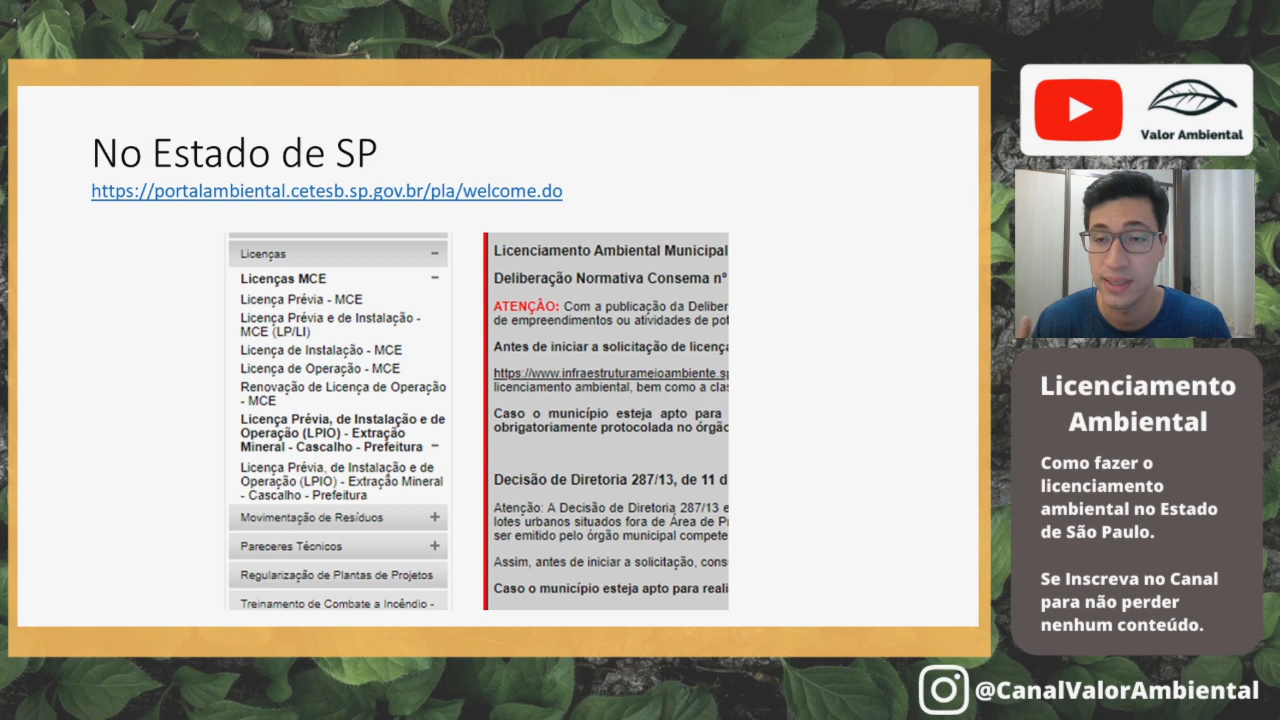 No Estado de SP
https://portalambiental.cetesb.sp.gov.br/pla/welcome.do
Licenças
Licenças MCE
Licença Prévia - MCE
Licença Prévia e de Instalação -
MCE (LP/LI)
Licença de Instalação - MCE
Licença de Operação - MCE
Renovação de Licença de Operação
- MCE
Licença Prévia, de Instalação e de
Operação (LPIO) - Extração
Mineral - Cascalho - Prefeitura
Licença Prévia, de Instalação e de
Operação (LPIO) - Extração Mineral
- Cascalho - Prefeitura
Movimentação de Resíduos
Pareceres Técnicos
Regularização de Plantas de Projetos
Treinamento de Combate a Incêndio -
Licenciamento Ambiental Municipal
Deliberação Normativa Consema nº
ATENÇÂO: Com a publicação da Deliber
de empreendimentos ou atividades de pot
Antes de iniciar a solicitação de licença
https://www.infraestruturameioambiente.sp
licenciamento ambiental, bem como a clas
Caso o município esteja apto para
obrigatoriamente protocolada no órgão
Decisão de Diretoria 287/13, de 11 d
Atenção: A Decisão de Diretoria 287/13 e
lotes urbanos situados fora de Área de Pr
ser emitido pelo órgão municipal compete
Assim, antes de iniciar a solicitação, cons
Caso o município esteja apto para reali
Valor Ambiental
Licenciamento
Ambiental
Como fazer o
licenciamento
ambiental no Estado
de São Paulo.
Se Inscreva no Canal
para não perder
nenhum conteúdo.
@CanalValorAmbiental